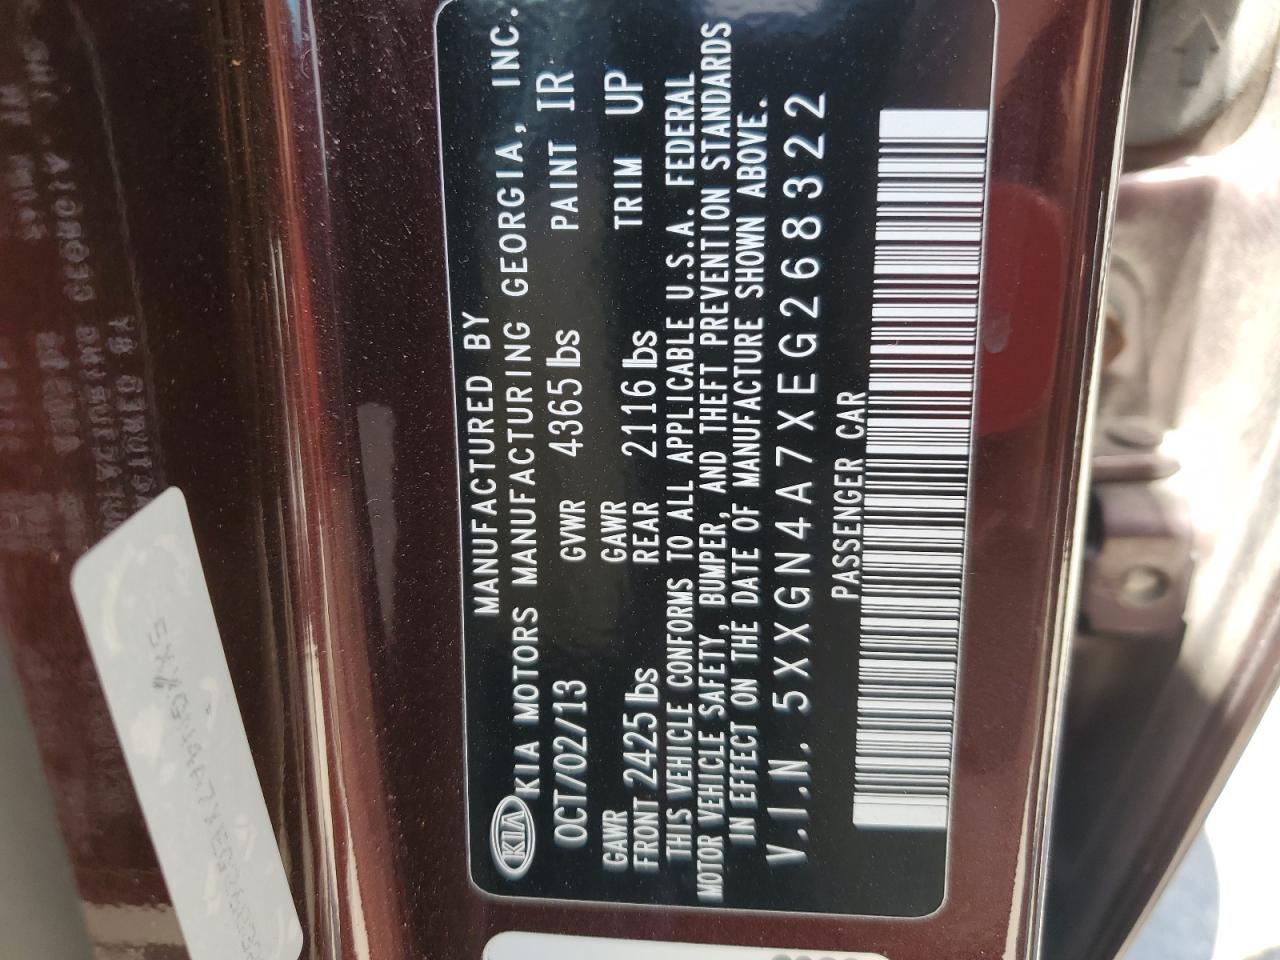 MANUFACTURED BY
KIA KIA MOTORS MANUFACTURING GEORGIA, INC.
OCT/02/13 GVWR 4365 lbs PAINT IR
GAWR FRONT 2425 lbs GAWR REAR 2116 lbs TRIM UP
THIS VEHICLE CONFORMS TO ALL APPLICABLE U.S.A. FEDERAL
MOTOR VEHICLE SAFETY, BUMPER, AND THEFT PREVENTION STANDARDS
IN EFFECT ON THE DATE OF MANUFACTURE SHOWN ABOVE.
V.I.N. 5XXGN4A7XEG268322
PASSENGER CAR